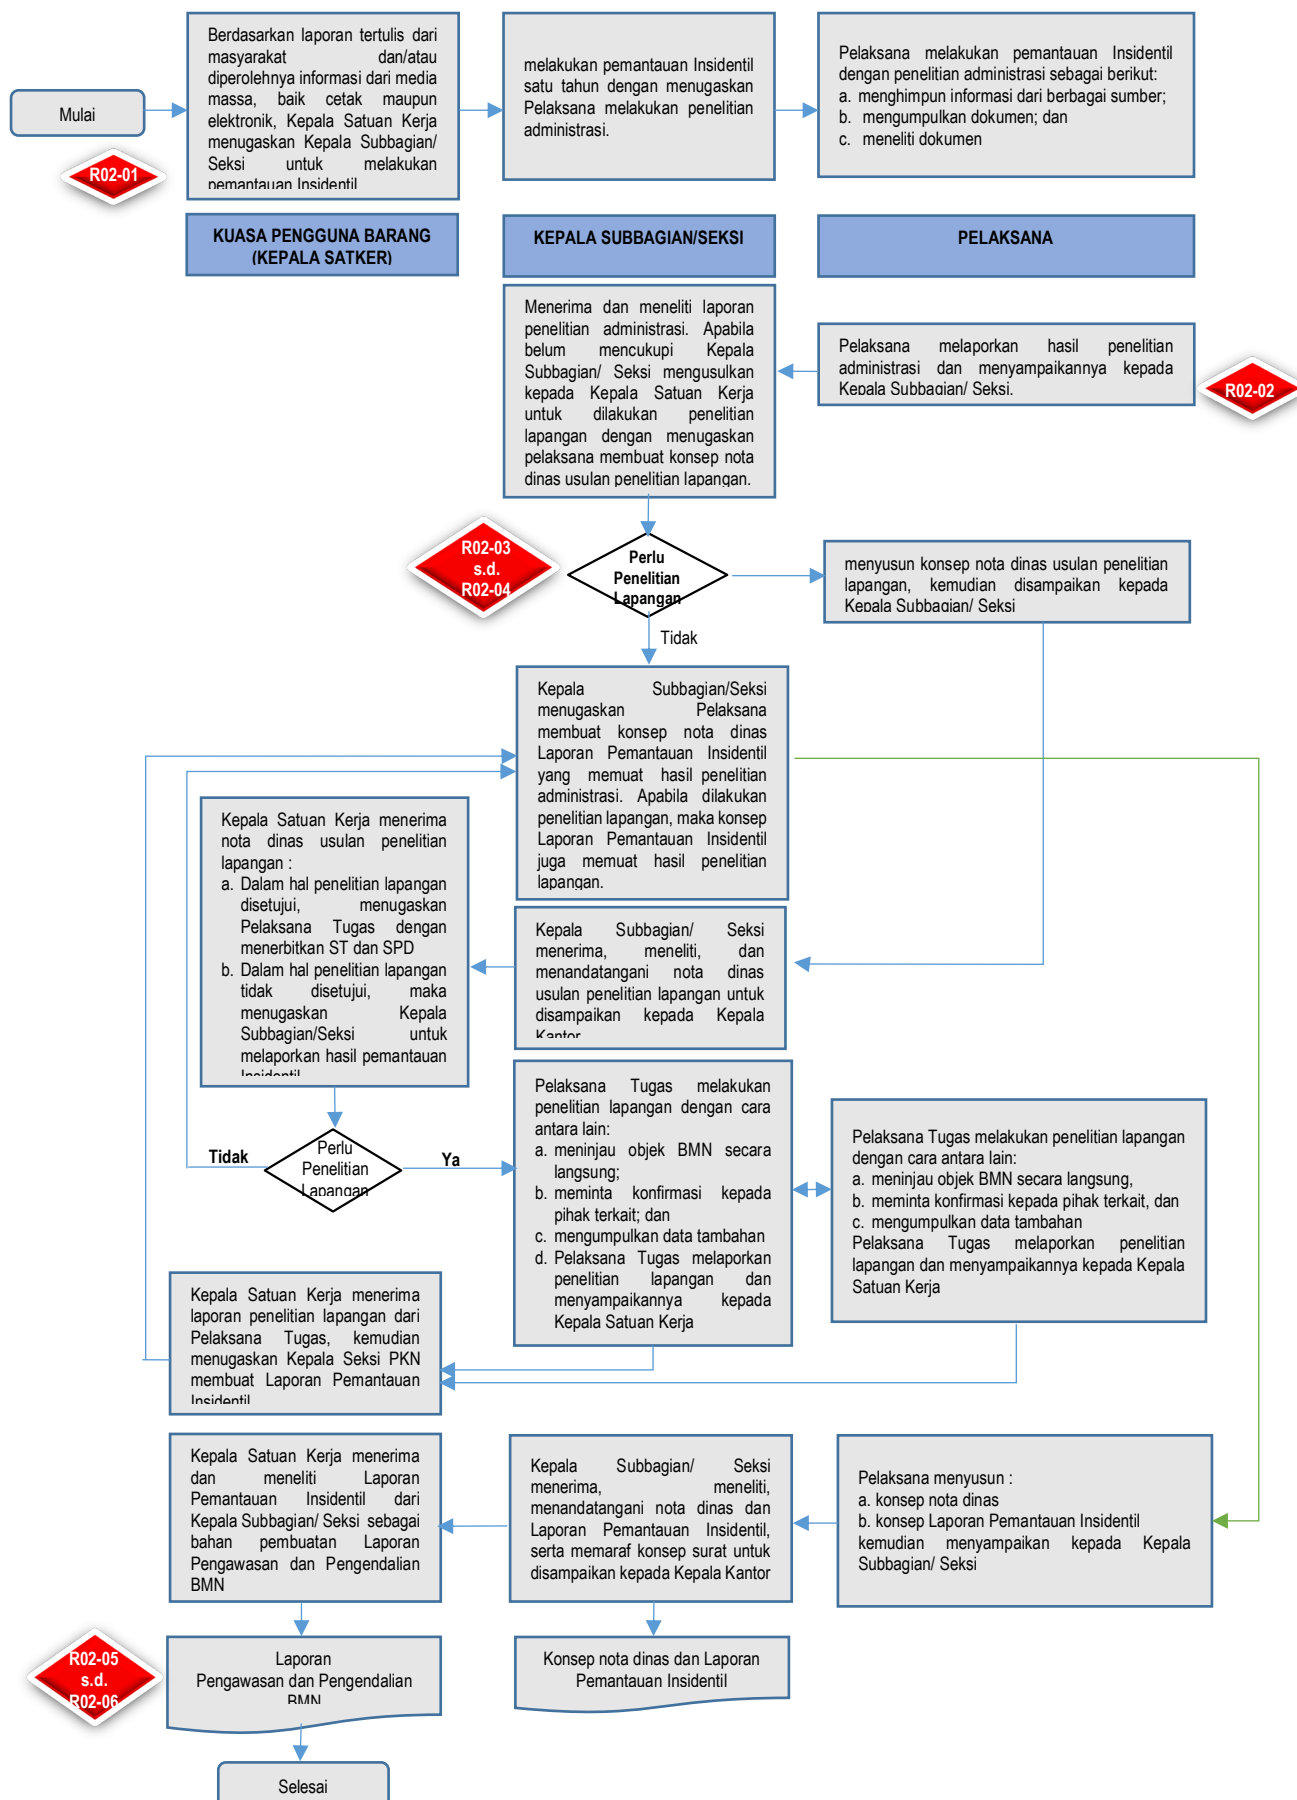 Mulai
R02-01
Berdasarkan laporan tertulis dari
masyarakat dan/atau
diperolehnya informasi dari media
massa, baik cetak maupun
elektronik, Kepala Satuan Kerja
menugaskan Kepala Subbagian/
Seksi untuk melakukan
pemantauan Insidentil
melakukan pemantauan Insidentil
satu tahun dengan menugaskan
Pelaksana melakukan penelitian
administrasi.
Pelaksana melakukan pemantauan Insidentil
dengan penelitian administrasi sebagai berikut:
a. menghimpun informasi dari berbagai sumber;
b. mengumpulkan dokumen; dan
c. meneliti dokumen
KUASA PENGGUNA BARANG
(KEPALA SATKER)
KEPALA SUBBAGIAN/SEKSI
PELAKSANA
Menerima dan meneliti laporan
penelitian administrasi. Apabila
belum mencukupi Kepala
Subbagian/ Seksi mengusulkan
kepada Kepala Satuan Kerja
untuk dilakukan penelitian
lapangan dengan menugaskan
pelaksana membuat konsep nota
dinas usulan penelitian lapangan.
Pelaksana melaporkan hasil penelitian
administrasi dan menyampaikannya kepada
Kepala Subbagian/ Seksi.
R02-02
R02-03
s.d.
R02-04
Perlu
Penelitian
Lapangan
menyusun konsep nota dinas usulan penelitian
lapangan, kemudian disampaikan kepada
Kepala Subbagian/ Seksi
Tidak
Kepala Subbagian/Seksi
menugaskan Pelaksana
membuat konsep nota dinas
Laporan Pemantauan Insidentil
yang memuat hasil penelitian
administrasi. Apabila dilakukan
penelitian lapangan, maka konsep
Laporan Pemantauan Insidentil
juga memuat hasil penelitian
lapangan.
Kepala Satuan Kerja menerima
nota dinas usulan penelitian
lapangan :
a. Dalam hal penelitian lapangan
disetujui, menugaskan
Pelaksana Tugas dengan
menerbitkan ST dan SPD
b. Dalam hal penelitian lapangan
tidak disetujui, maka
menugaskan Kepala
Subbagian/Seksi untuk
melaporkan hasil pemantauan
Insidentil
Kepala Subbagian/ Seksi
menerima, meneliti, dan
menandatangani nota dinas
usulan penelitian lapangan untuk
disampaikan kepada Kepala
Kantor
Perlu
Penelitian
Lapangan
Tidak
Ya
Pelaksana Tugas melakukan
penelitian lapangan dengan cara
antara lain:
a. meninjau objek BMN secara
langsung;
b. meminta konfirmasi kepada
pihak terkait; dan
c. mengumpulkan data tambahan
d. Pelaksana Tugas melaporkan
penelitian lapangan dan
menyampaikannya kepada
Kepala Satuan Kerja
Pelaksana Tugas melakukan penelitian lapangan
dengan cara antara lain:
a. meninjau objek BMN secara langsung,
b. meminta konfirmasi kepada pihak terkait, dan
c. mengumpulkan data tambahan
Pelaksana Tugas melaporkan penelitian
lapangan dan menyampaikannya kepada Kepala
Satuan Kerja
Kepala Satuan Kerja menerima
laporan penelitian lapangan dari
Pelaksana Tugas, kemudian
menugaskan Kepala Seksi PKN
membuat Laporan Pemantauan
Insidentil
Kepala Satuan Kerja menerima
dan meneliti Laporan
Pemantauan Insidentil dari
Kepala Subbagian/ Seksi sebagai
bahan pembuatan Laporan
Pengawasan dan Pengendalian
BMN
Kepala Subbagian/ Seksi
menerima, meneliti,
menandatangani nota dinas dan
Laporan Pemantauan Insidentil,
serta memaraf konsep surat untuk
disampaikan kepada Kepala Kantor
Pelaksana menyusun :
a. konsep nota dinas
b. konsep Laporan Pemantauan Insidentil
kemudian menyampaikan kepada Kepala
Subbagian/ Seksi
R02-05
s.d.
R02-06
Laporan
Pengawasan dan Pengendalian
BMN
Konsep nota dinas dan Laporan
Pemantauan Insidentil
Selesai